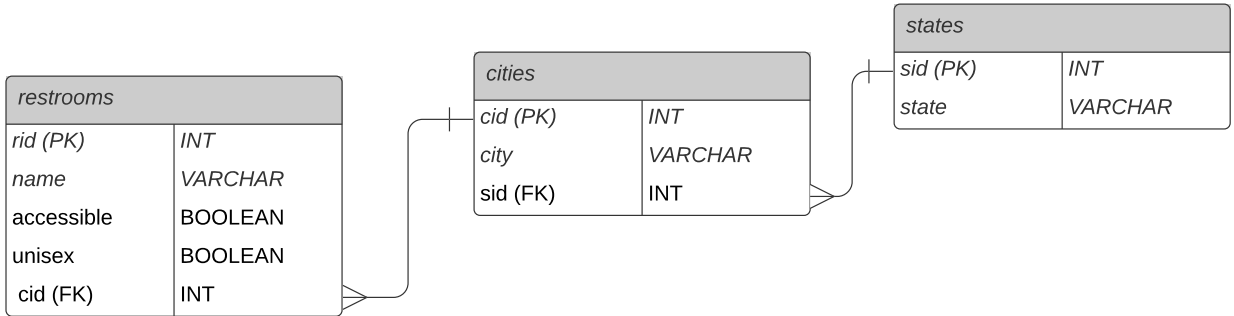 restrooms
rid (PK) INT
name VARCHAR
accessible BOOLEAN
unisex BOOLEAN
cid (FK) INT
cities
cid (PK) INT
city VARCHAR
sid (FK) INT
states
sid (PK) INT
state VARCHAR